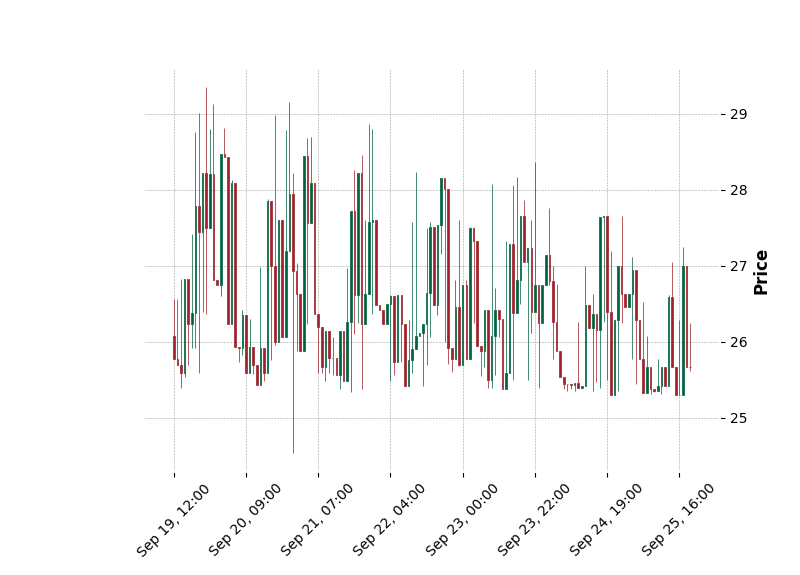 29
28
27
26
25
Price
Sep 19, 12:00
Sep 20, 09:00
Sep 21, 07:00
Sep 22, 04:00
Sep 23, 00:00
Sep 23, 22:00
Sep 24, 19:00
Sep 25, 16:00